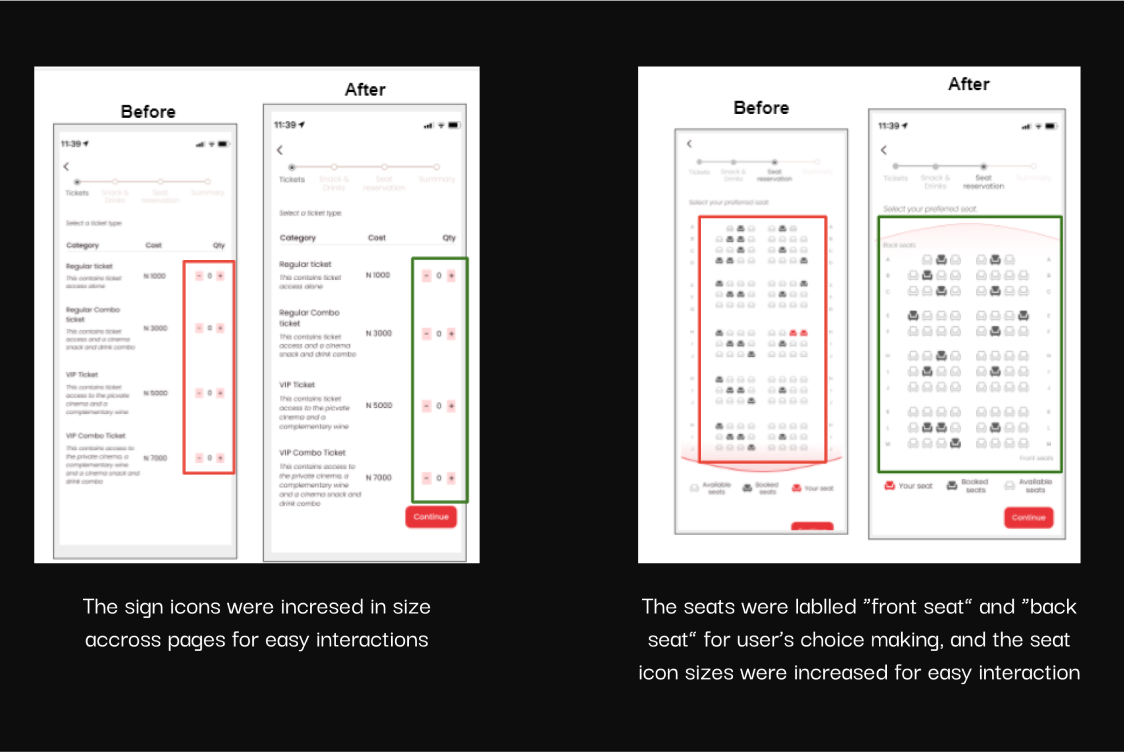 Before
11:39
Tickets
Snack &
Drinks
Seat
reservation
Summary
Select a ticket type.
Category Cost Qty
Regular ticket
This contains ticket
access alone
N 1000
- 0 +
Regular Combo
ticket
This contains ticket
access and a cinema
snack and drink combo
N 3000
- 0 +
VIP Ticket
This contains ticket
access to the private
cinema and a
complementary wine
N 5000
- 0 +
VIP Combo Ticket
This contains access to
the private cinema, a
complementary wine
and a cinema snack and
drink combo
N 7000
- 0 +
After
11:39
Tickets
Snack &
Drinks
Seat
reservation
Summary
Select a ticket type.
Category Cost Qty
Regular ticket
This contains ticket
access alone
N 1000
- 0 +
Regular Combo
ticket
This contains ticket
access and a cinema
snack and drink combo
N 3000
- 0 +
VIP Ticket
This contains ticket
access to the picvate
cinema and a
complementary wine
N 5000
- 0 +
VIP Combo Ticket
This contains access to
the private cinema, a
complementary wine
and a cinema snack and
drink combo
N 7000
- 0 +
Continue
The sign icons were incresed in size
accross pages for easy interactions
Before
Tickets
Snack &
Drinks
Seat
reservation
Summary
Select your preferred seat
Available
seats
Booked
seats
Your seat
After
11:39
Tickets
Snack &
Drinks
Seat
reservation
Summary
Select your preferred seat
Back seats
Front seats
Your seat
Booked
seats
Available
seats
Continue
The seats were lablled ”front seat“ and ”back
seat“ for user’s choice making, and the seat
icon sizes were increased for easy interaction